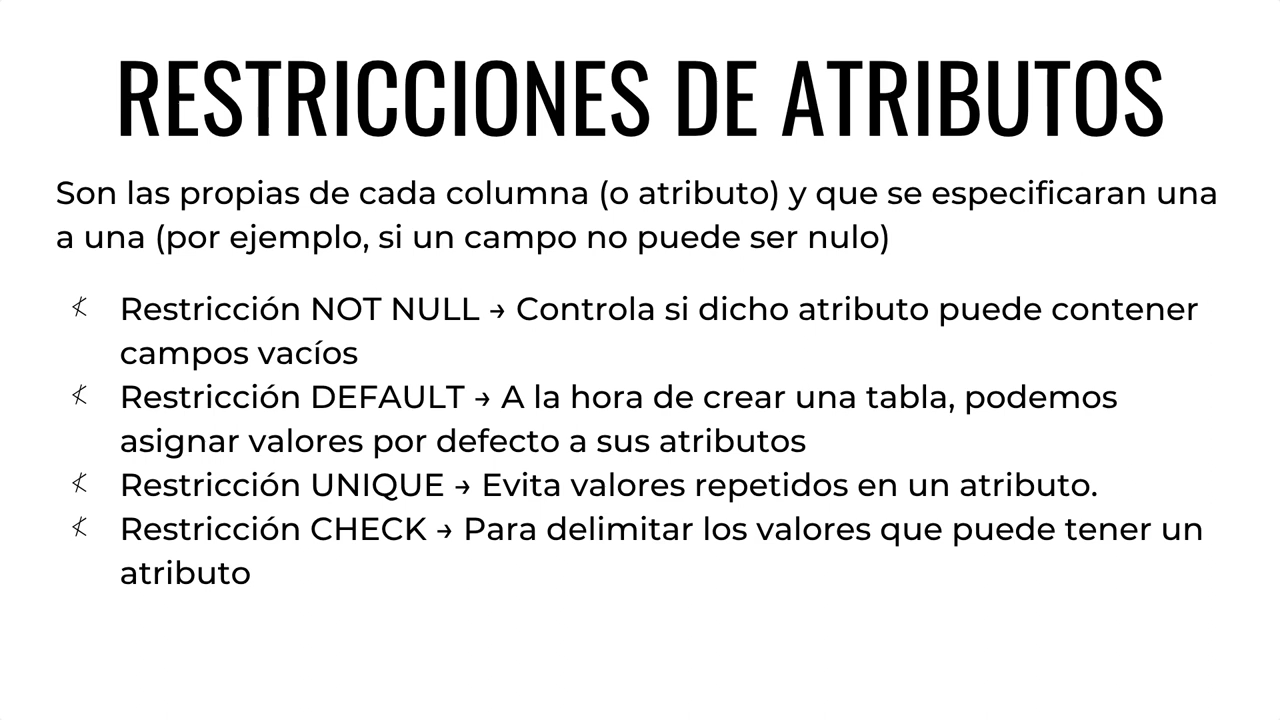 RESTRICCIONES DE ATRIBUTOS
Son las propias de cada columna (o atributo) y que se especificaran una
a una (por ejemplo, si un campo no puede ser nulo)
Restricción NOT NULL → Controla si dicho atributo puede contener
campos vacíos
Restricción DEFAULT → A la hora de crear una tabla, podemos
asignar valores por defecto a sus atributos
Restricción UNIQUE → Evita valores repetidos en un atributo.
Restricción CHECK → Para delimitar los valores que puede tener un
atributo